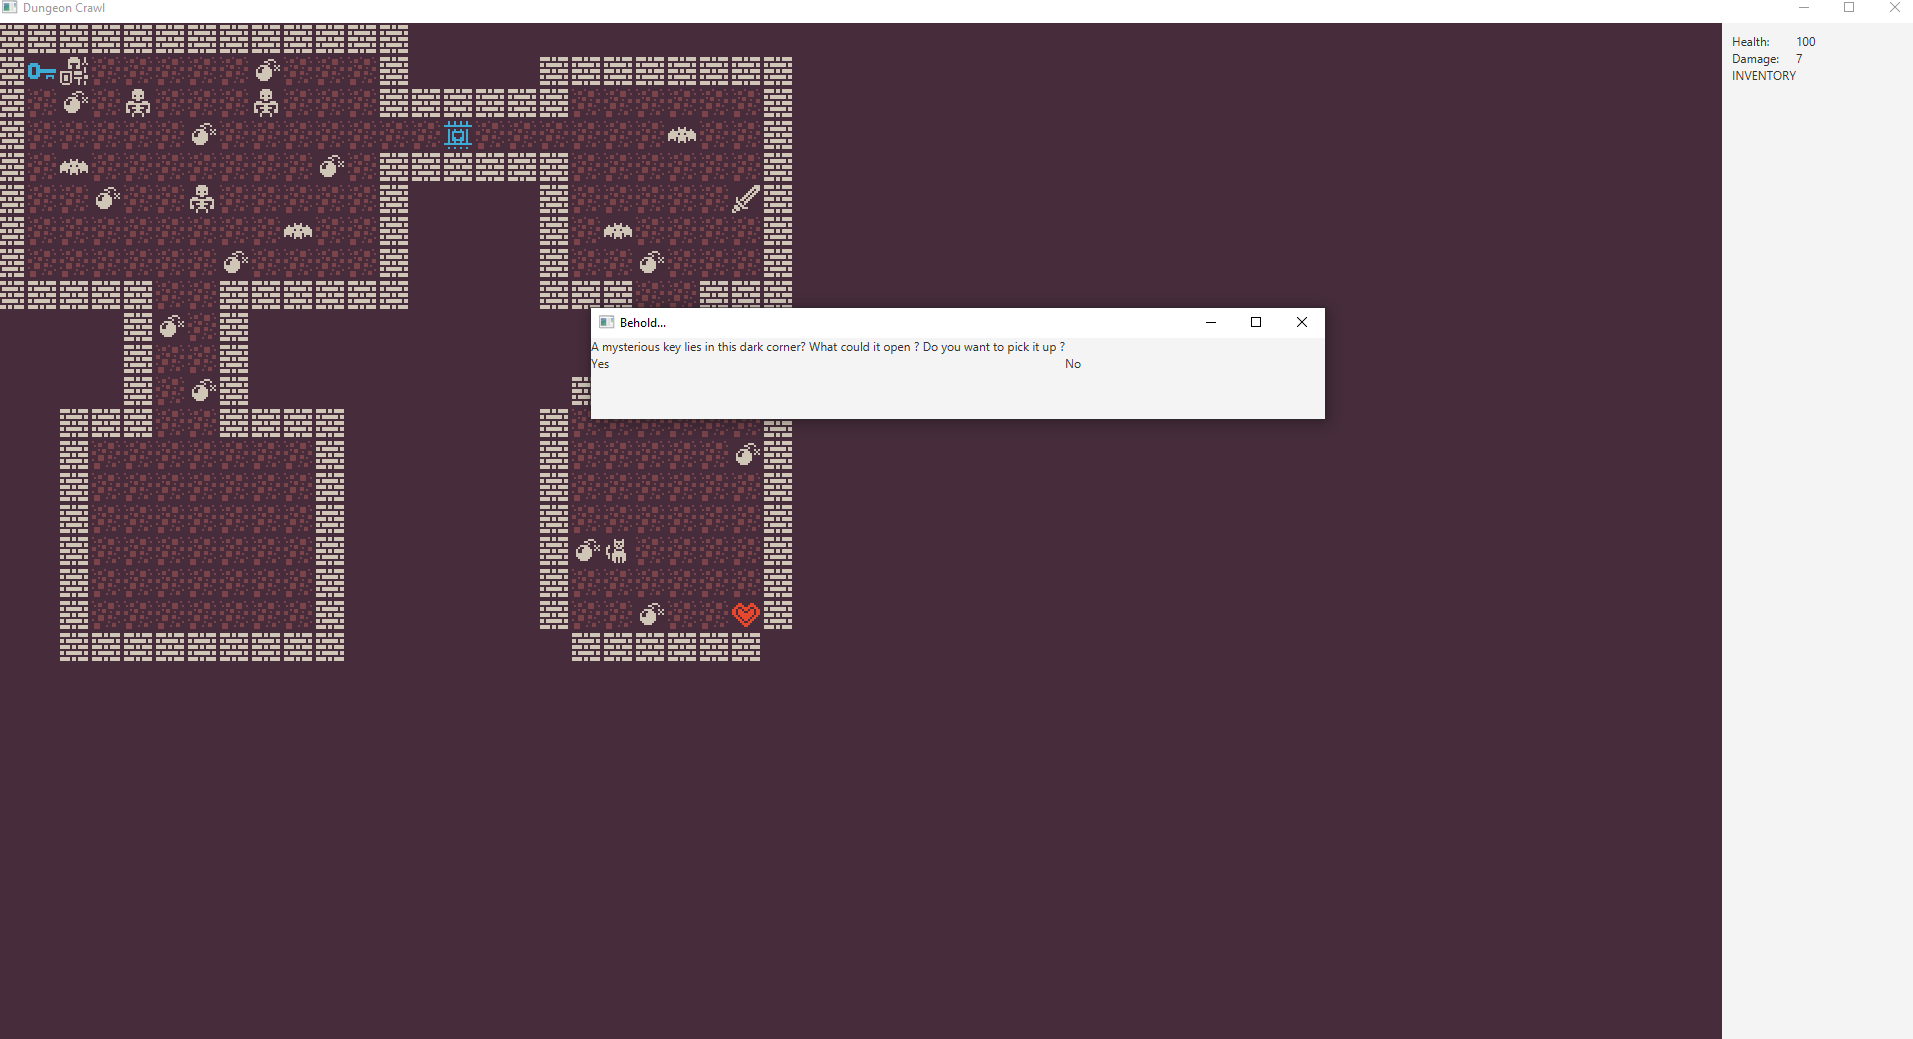 Dungeon Crawl
Health: 100
Damage: 7
INVENTORY
Behold...
A mysterious key lies in this dark corner? What could it open ? Do you want to pick it up ?
Yes No